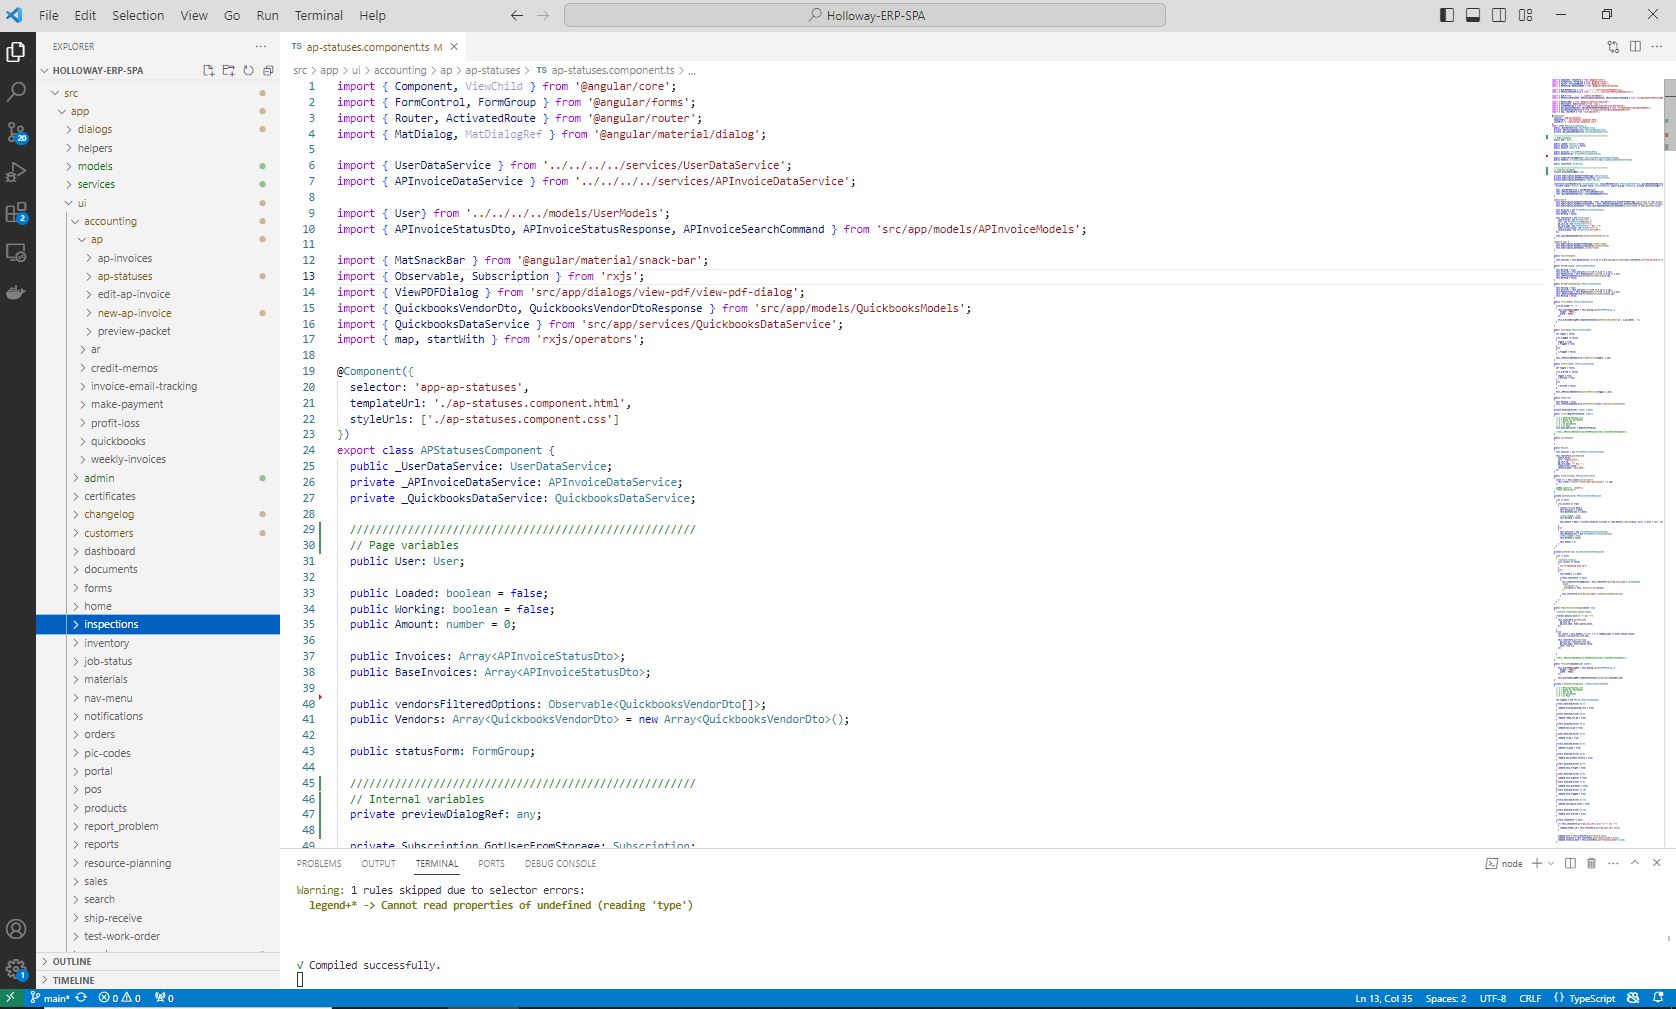 File Edit Selection View Go Run Terminal Help
Holloway-ERP-SPA
EXPLORER
HOLLOWAY-ERP-SPA
src
app
dialogs
helpers
models
services
ui
accounting
ap
ap-invoices
ap-statuses
edit-ap-invoice
new-ap-invoice
preview-packet
ar
credit-memos
invoice-email-tracking
make-payment
profit-loss
quickbooks
weekly-invoices
admin
certificates
changelog
customers
dashboard
documents
forms
home
inspections
inventory
job-status
materials
nav-menu
notifications
orders
pic-codes
portal
pos
products
report_problem
reports
resource-planning
sales
search
ship-receive
test-work-order
OUTLINE
TIMELINE
20
2
1
TS ap-statuses.component.ts M
src > app > ui > accounting > ap > ap-statuses > TS ap-statuses.component.ts > ...
1 import { Component, ViewChild } from '@angular/core';
2 import { FormControl, FormGroup } from '@angular/forms';
3 import { Router, ActivatedRoute } from '@angular/router';
4 import { MatDialog, MatDialogRef } from '@angular/material/dialog';
5
6 import { UserDataService } from '../../../../services/UserDataService';
7 import { APInvoiceDataService } from '../../../../services/APInvoiceDataService';
8
9 import { User} from '../../../../models/UserModels';
10 import { APInvoiceStatusDto, APInvoiceStatusResponse, APInvoiceSearchCommand } from 'src/app/models/APInvoiceModels';
11
12 import { MatSnackBar } from '@angular/material/snack-bar';
13 import { Observable, Subscription } from 'rxjs';
14 import { ViewPDFDialog } from 'src/app/dialogs/view-pdf/view-pdf-dialog';
15 import { QuickbooksVendorDto, QuickbooksVendorDtoResponse } from 'src/app/models/QuickbooksModels';
16 import { QuickbooksDataService } from 'src/app/services/QuickbooksDataService';
17 import { map, startWith } from 'rxjs/operators';
18
19 @Component({
20 selector: 'app-ap-statuses',
21 templateUrl: './ap-statuses.component.html',
22 styleUrls: ['./ap-statuses.component.css']
23 })
24 export class APStatusesComponent {
25 public _UserDataService: UserDataService;
26 private _APInvoiceDataService: APInvoiceDataService;
27 private _QuickbooksDataService: QuickbooksDataService;
28
29 //////////////////////////////////////////////////////
30 // Page variables
31 public User: User;
32
33 public Loaded: boolean = false;
34 public Working: boolean = false;
35 public Amount: number = 0;
36
37 public Invoices: Array<APInvoiceStatusDto>;
38 public BaseInvoices: Array<APInvoiceStatusDto>;
39
40 public vendorsFilteredOptions: Observable<QuickbooksVendorDto[]>;
41 public Vendors: Array<QuickbooksVendorDto> = new Array<QuickbooksVendorDto>();
42
43 public statusForm: FormGroup;
44
45 //////////////////////////////////////////////////////
46 // Internal variables
47 private previewDialogRef: any;
48
49 private Subscription_GotUserFromStorage: Subscription;
PROBLEMS OUTPUT TERMINAL PORTS DEBUG CONSOLE
node
Warning: 1 rules skipped due to selector errors:
legend+* -> Cannot read properties of undefined (reading 'type')
√ Compiled successfully.
main* 0 0 0
Ln 13, Col 35 Spaces: 2 UTF-8 CRLF {} TypeScript